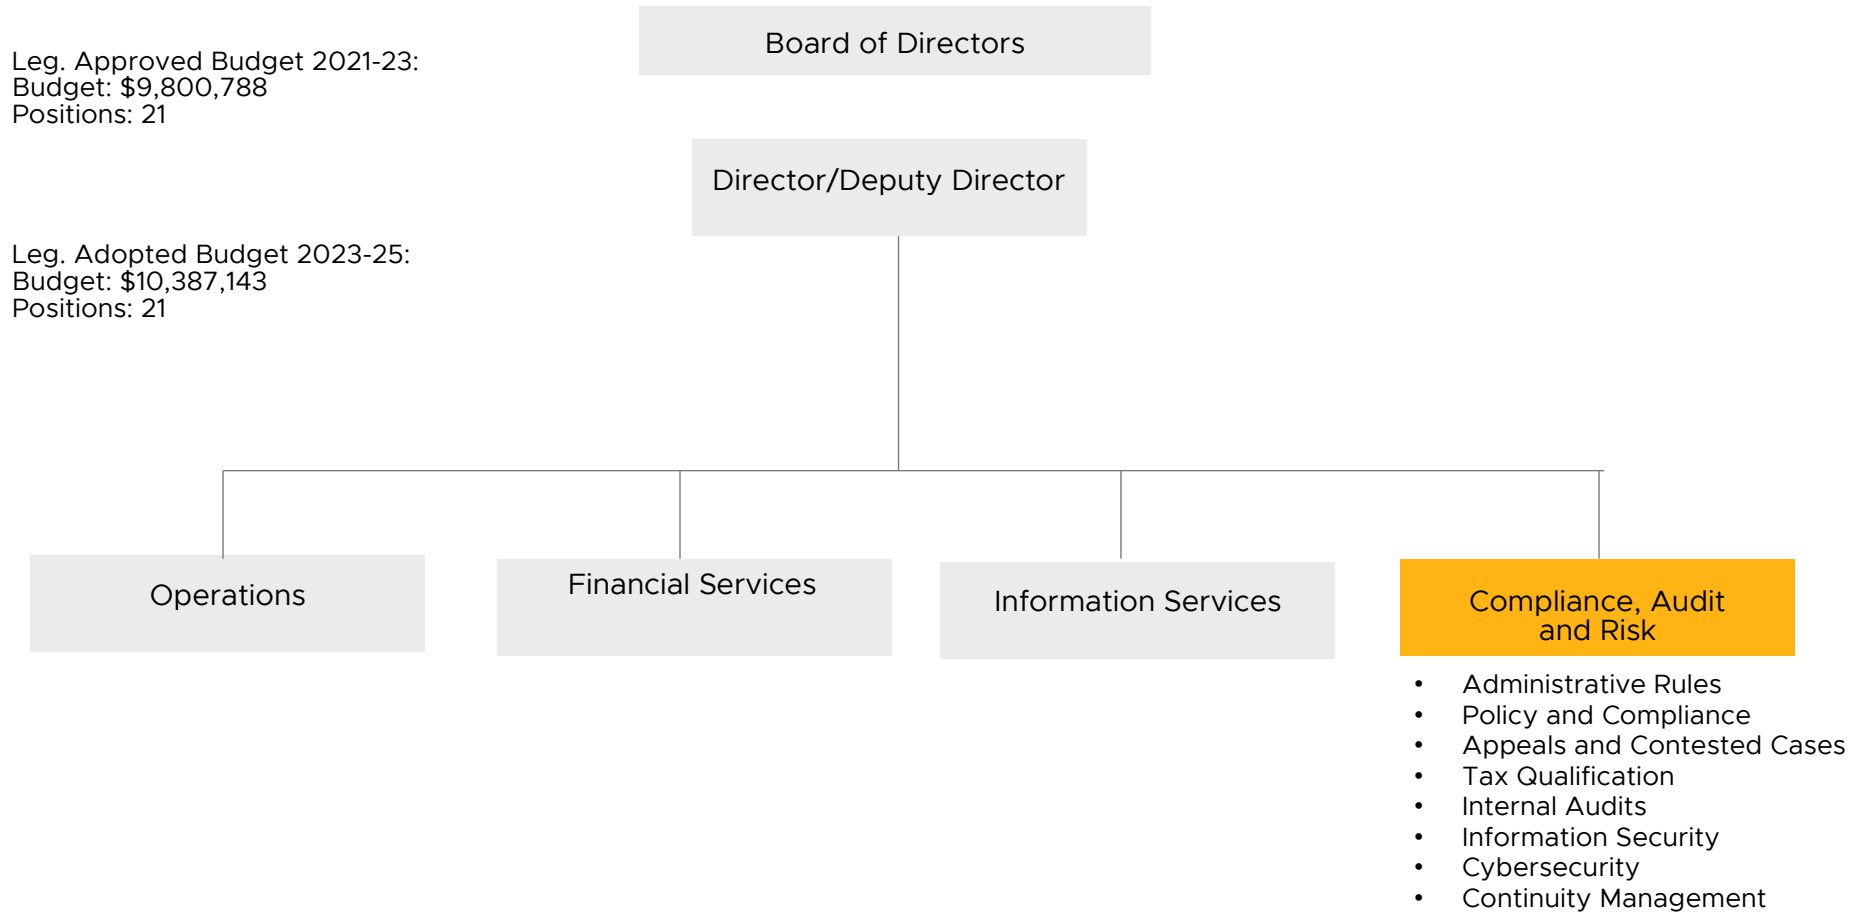 Board of Directors
Leg. Approved Budget 2021-23:
Budget: $9,800,788
Positions: 21
Director/Deputy Director
Leg. Adopted Budget 2023-25:
Budget: $10,387,143
Positions: 21
Operations
Financial Services
Information Services
Compliance, Audit
and Risk
• Administrative Rules
• Policy and Compliance
• Appeals and Contested Cases
• Tax Qualification
• Internal Audits
• Information Security
• Cybersecurity
• Continuity Management